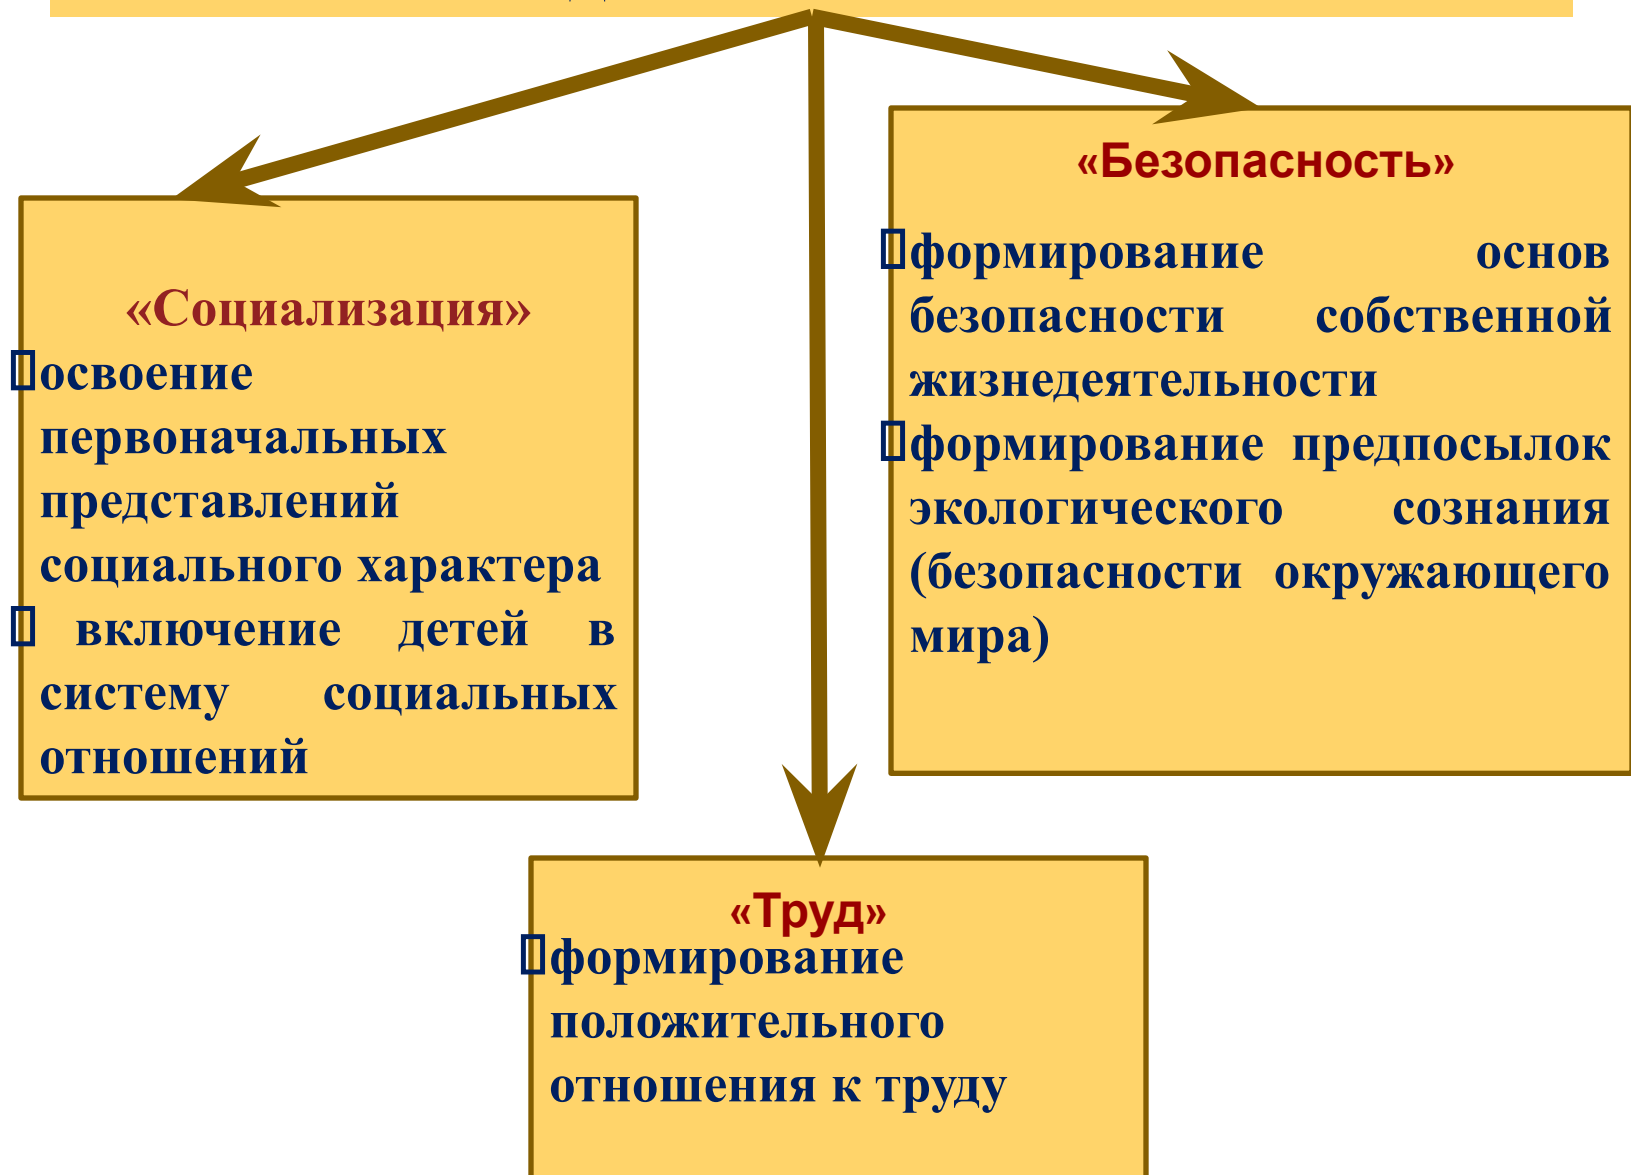 «Социализация»
освоение
первоначальных
представлений
социального характера
включение детей в
систему социальных
отношений
«Безопасность»
формирование основ
безопасности собственной
жизнедеятельности
формирование предпосылок
экологического сознания
(безопасности окружающего
мира)
«Труд»
формирование
положительного
отношения к труду